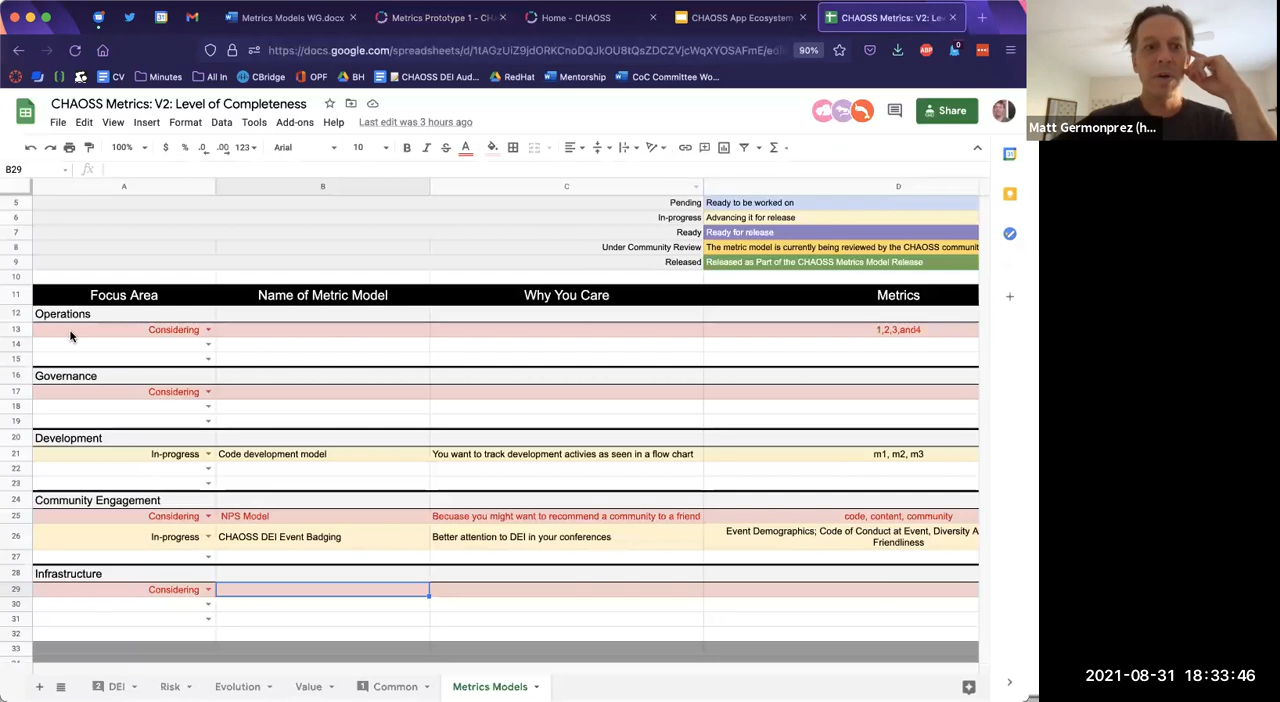 Metrics Models WG.docx
Metrics Prototype 1 - CHA
Home - CHAOSS
CHAOSS App Ecosystem
CHAOSS Metrics: V2: Lev
https://docs.google.com/spreadsheets/d/1tAGzUiZ9jdORKCnoDQJkOU8tQsZDCZVjcWqXYOSAFmE/ed
90%
ABP
0
CV
Minutes
All In
CBridge
OPF
BH
CHAOSS DEI Aud...
RedHat
Mentorship
CoC Committee Wo...
CHAOSS Metrics: V2: Level of Completeness
File Edit View Insert Format Data Tools Add-ons Help Last edit was 3 hours ago
Share
100% $ % .0 .00 123 Arial 10 B I S A
B29 fx
A B C D
5 Pending Ready to be worked on
6 In-progress Advancing it for release
7 Ready Ready for release
8 Under Community Review The metric model is currently being reviewed by the CHAOSS communit
9 Released Released as Part of the CHAOSS Metrics Model Release
10
11 Focus Area Name of Metric Model Why You Care Metrics
12 Operations
13 Considering 1,2,3,and4
14
15
16 Governance
17 Considering
18
19
20 Development
21 In-progress Code development model You want to track development activies as seen in a flow chart m1, m2, m3
22
23
24 Community Engagement
25 Considering NPS Model Becuase you might want to recommend a community to a friend code, content, community
26 In-progress CHAOSS DEI Event Badging Better attention to DEI in your conferences Event Demographics; Code of Conduct at Event, Diversity A
Friendliness
27
28 Infrastructure
29 Considering
30
31
32
33
2 DEI Risk Evolution Value 1 Common Metrics Models
Matt Germonprez (h...
31
2021-08-31 18:33:46